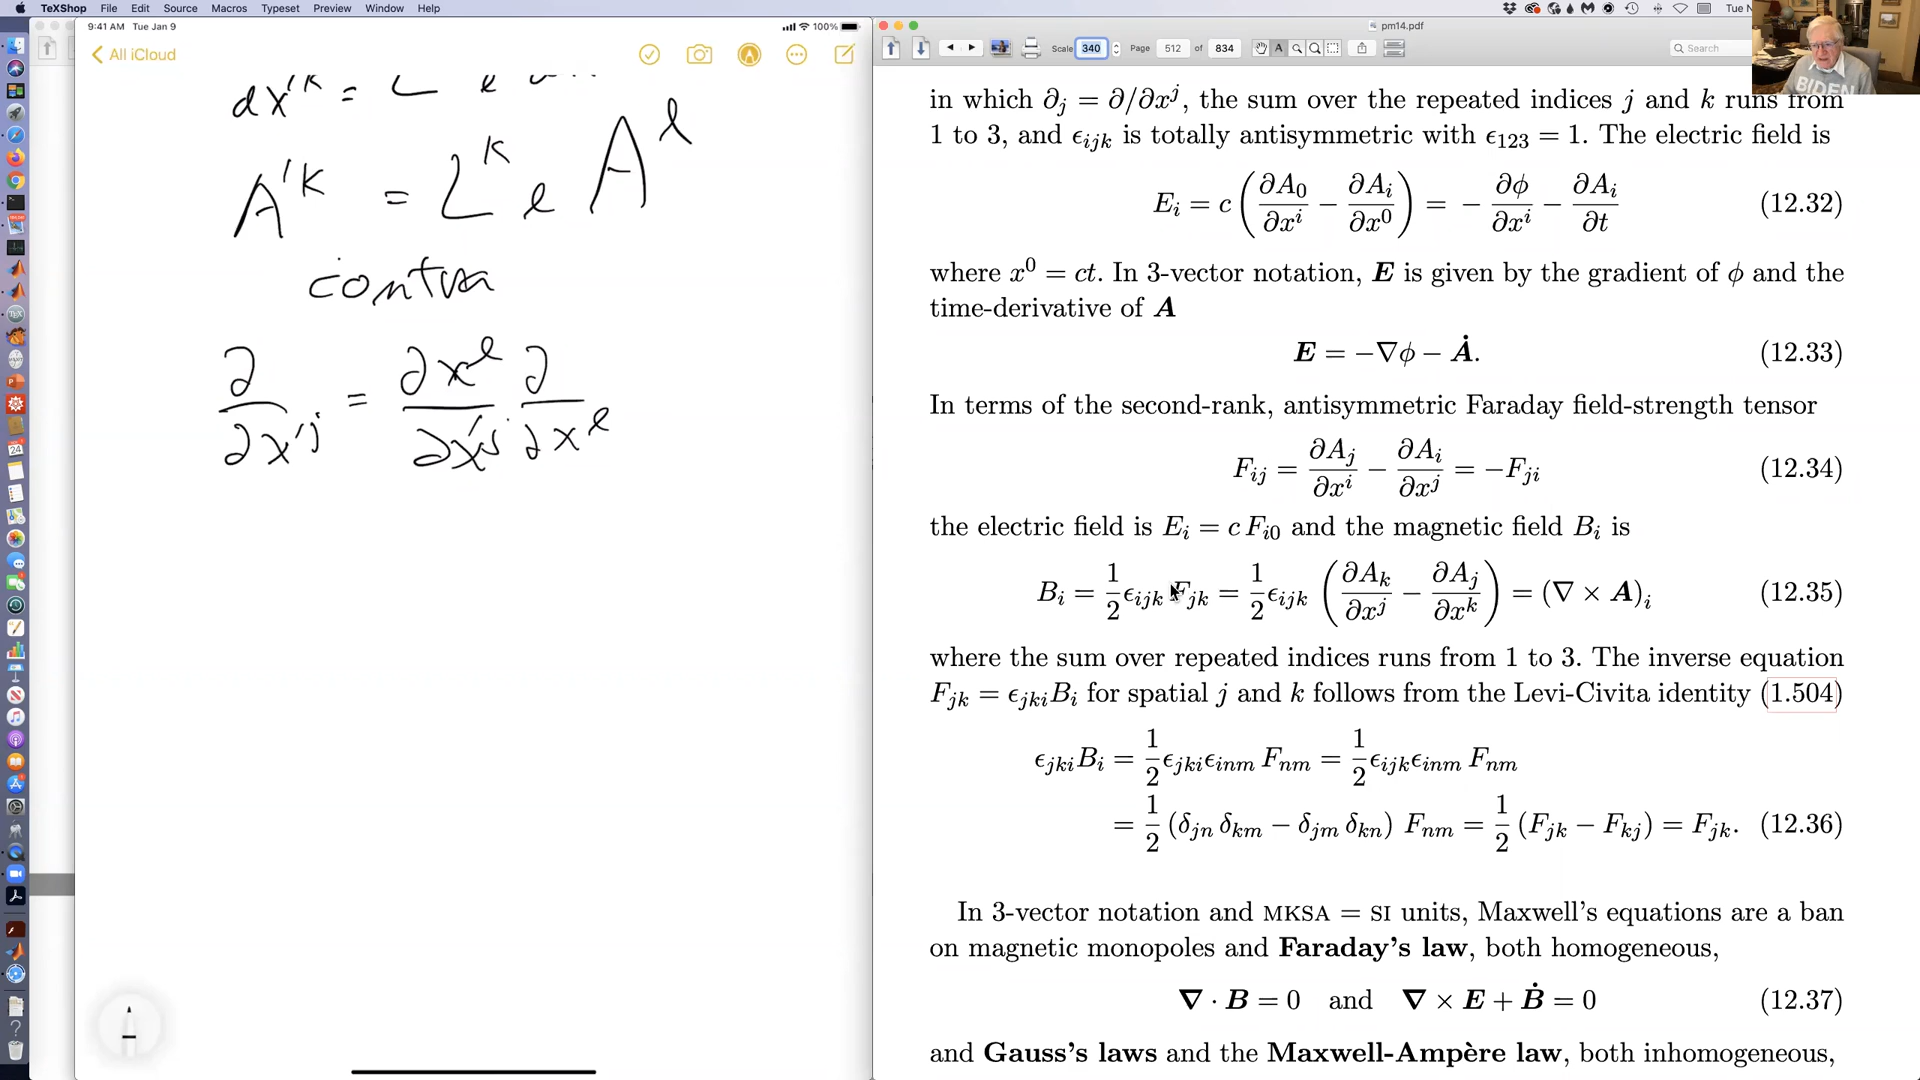 TeXShop File Edit Source Macros Typeset Preview Window Help
9:41 AM Tue Jan 9
100%
All iCloud
dx'^k = L
A'^k = L^k_l A^l
contra
∂/∂x'^j = ∂x^l/∂x'^j ∂/∂x^l
pm14.pdf
Scale 340 Page 512 of 834
Search
BIDEN
in which ∂_j = ∂/∂x^j, the sum over the repeated indices j and k runs from
1 to 3, and ϵ_ijk is totally antisymmetric with ϵ_123 = 1. The electric field is
E_i = c ( ∂A_0/∂x^i − ∂A_i/∂x^0 ) = − ∂ϕ/∂x^i − ∂A_i/∂t (12.32)
where x^0 = ct. In 3-vector notation, E is given by the gradient of ϕ and the
time-derivative of A
E = −∇ϕ − Ȧ. (12.33)
In terms of the second-rank, antisymmetric Faraday field-strength tensor
F_ij = ∂A_j/∂x^i − ∂A_i/∂x^j = −F_ji (12.34)
the electric field is E_i = c F_i0 and the magnetic field B_i is
B_i = 1/2 ϵ_ijk F_jk = 1/2 ϵ_ijk ( ∂A_k/∂x^j − ∂A_j/∂x^k ) = (∇ × A)_i (12.35)
where the sum over repeated indices runs from 1 to 3. The inverse equation
F_jk = ϵ_jki B_i for spatial j and k follows from the Levi-Civita identity (1.504)
ϵ_jki B_i = 1/2 ϵ_jki ϵ_inm F_nm = 1/2 ϵ_ijk ϵ_inm F_nm
= 1/2 (δ_jn δ_km − δ_jm δ_kn) F_nm = 1/2 (F_jk − F_kj) = F_jk. (12.36)
In 3-vector notation and MKSA = SI units, Maxwell's equations are a ban
on magnetic monopoles and Faraday's law, both homogeneous,
∇ · B = 0 and ∇ × E + Ḃ = 0 (12.37)
and Gauss's laws and the Maxwell-Ampère law, both inhomogeneous,